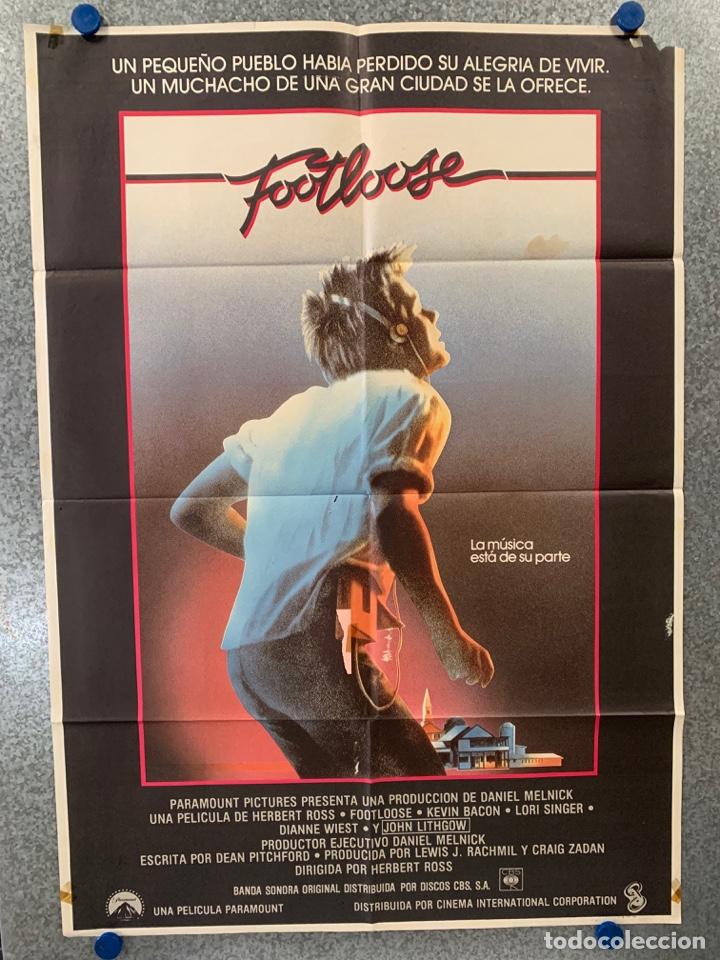 UN PEQUEÑO PUEBLO HABIA PERDIDO SU ALEGRIA DE VIVIR.
UN MUCHACHO DE UNA GRAN CIUDAD SE LA OFRECE.
Footloose
La música
está de su parte
PARAMOUNT PICTURES PRESENTA UNA PRODUCCION DE DANIEL MELNICK
UNA PELICULA DE HERBERT ROSS • FOOTLOOSE • KEVIN BACON • LORI SINGER •
DIANNE WIEST • Y JOHN LITHGOW
PRODUCTOR EJECUTIVO DANIEL MELNICK
ESCRITA POR DEAN PITCHFORD • PRODUCIDA POR LEWIS J. RACHMIL Y CRAIG ZADAN
DIRIGIDA POR HERBERT ROSS
BANDA SONORA ORIGINAL DISTRIBUIDA POR DISCOS CBS, S.A. CBS
Paramount
UNA PELICULA PARAMOUNT
DISTRIBUIDA POR CINEMA INTERNATIONAL CORPORATION
todocoleccion